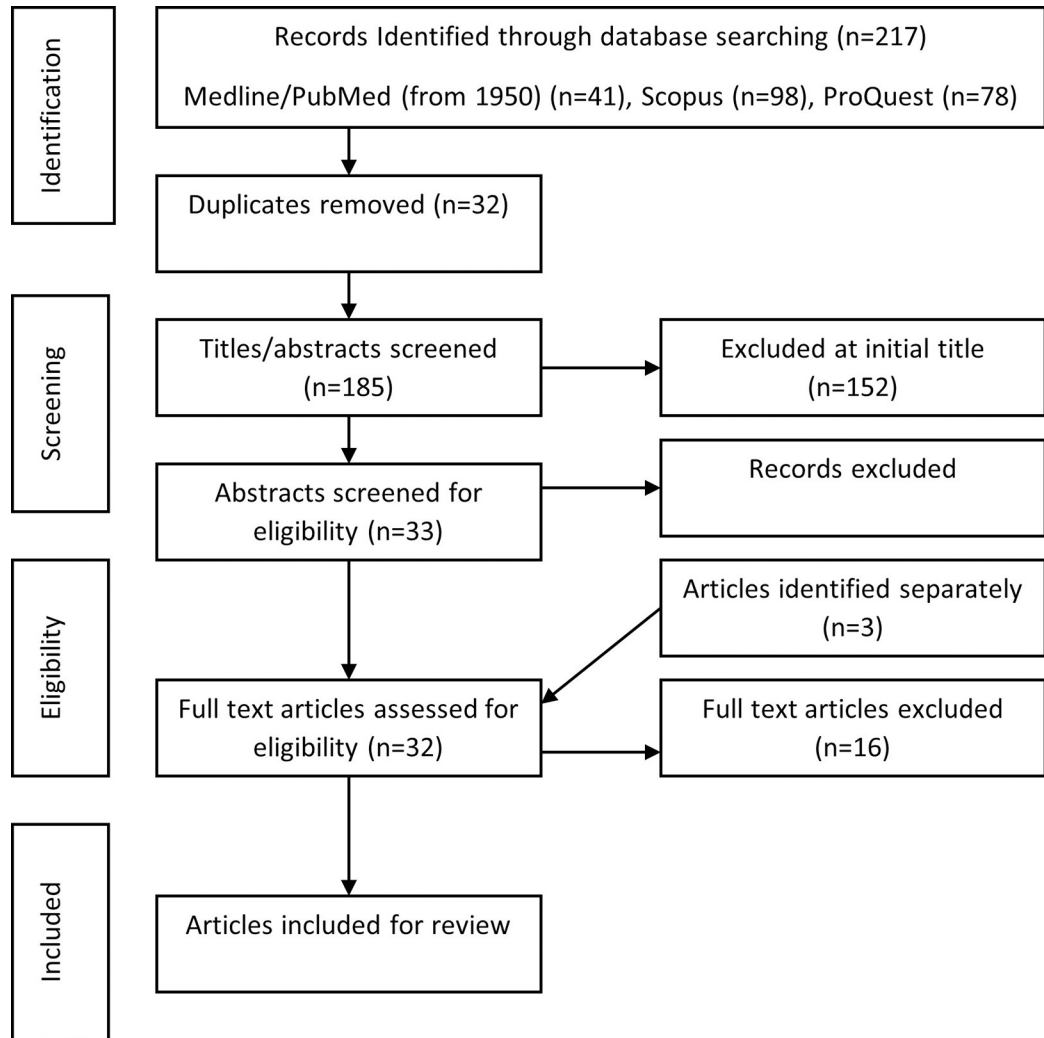 Identification
Records Identified through database searching (n=217)
Medline/PubMed (from 1950) (n=41), Scopus (n=98), ProQuest (n=78)
Duplicates removed (n=32)
Screening
Titles/abstracts screened
(n=185)
Excluded at initial title
(n=152)
Abstracts screened for
eligibility (n=33)
Records excluded
Eligibility
Articles identified separately
(n=3)
Full text articles assessed for
eligibility (n=32)
Full text articles excluded
(n=16)
Included
Articles included for review